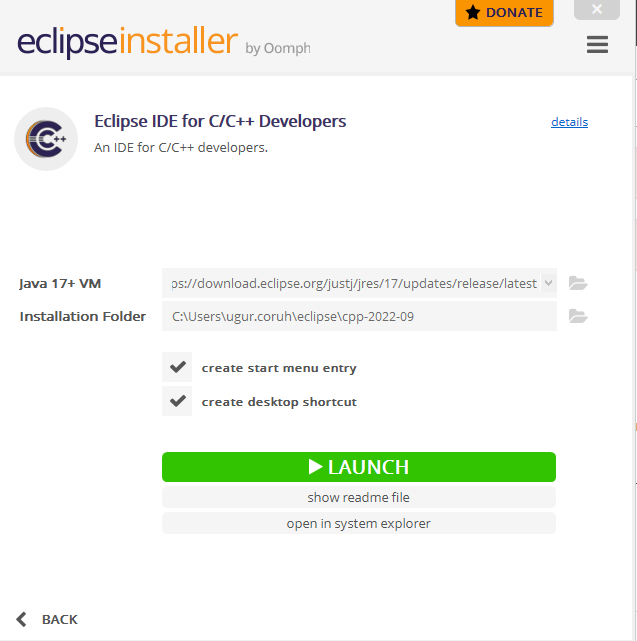 DONATE
eclipseinstaller by Oomph
C++
Eclipse IDE for C/C++ Developers
details
An IDE for C/C++ developers.
Java 17+ VM
ps://download.eclipse.org/justj/jres/17/updates/release/latest
Installation Folder
C:\Users\ugur.coruh\eclipse\cpp-2022-09
create start menu entry
create desktop shortcut
LAUNCH
show readme file
open in system explorer
BACK